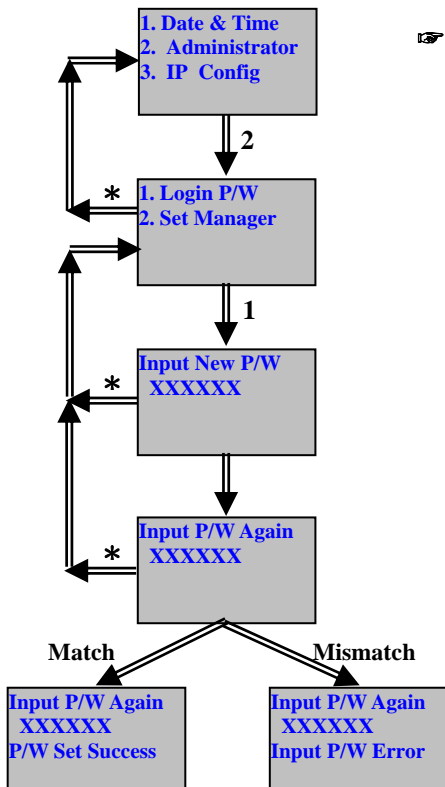 1. Date & Time
2. Administrator
3. IP Config
☞
2
*
1. Login P/W
2. Set Manager
1
*
Input New P/W
XXXXXX
*
Input P/W Again
XXXXXX
Match
Mismatch
Input P/W Again
XXXXXX
P/W Set Success
Input P/W Again
XXXXXX
Input P/W Error